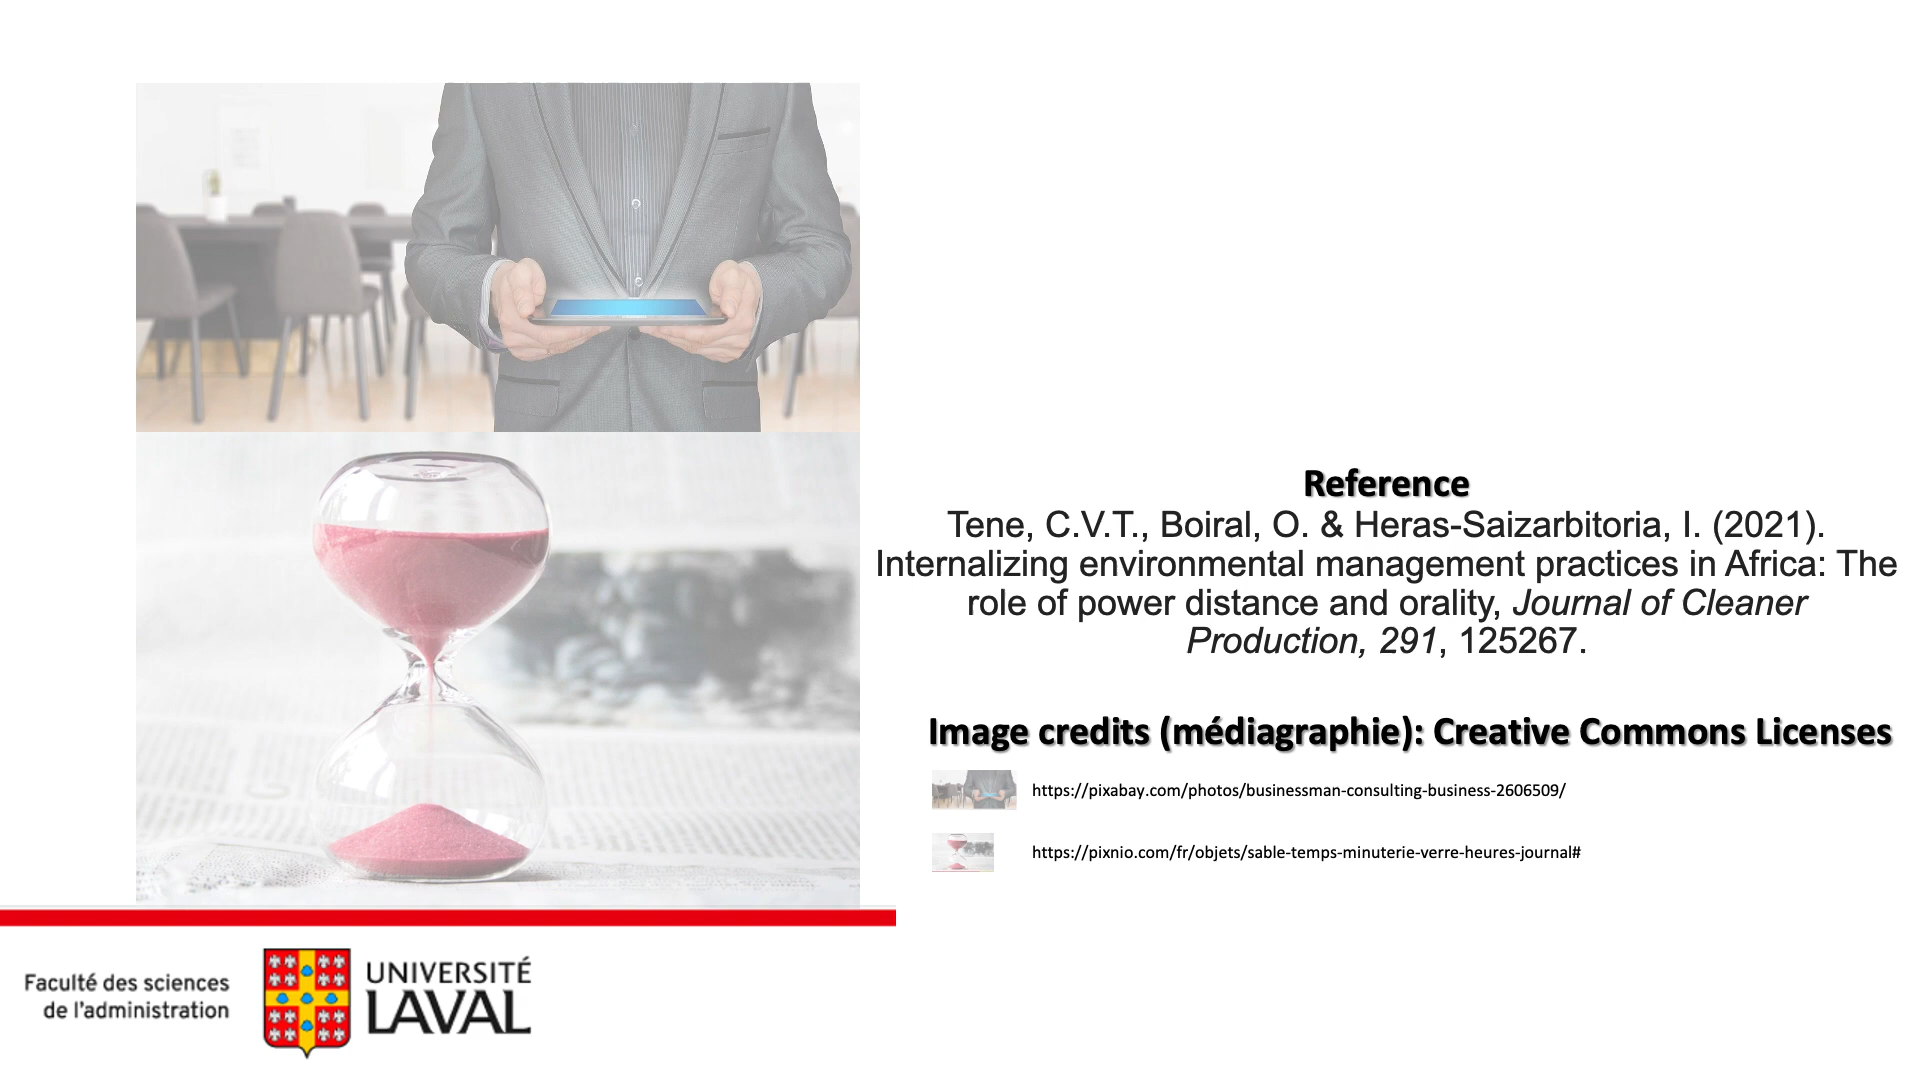 Reference
Tene, C.V.T., Boiral, O. & Heras-Saizarbitoria, I. (2021).
Internalizing environmental management practices in Africa: The
role of power distance and orality, Journal of Cleaner
Production, 291, 125267.
Image credits (médiagraphie): Creative Commons Licenses
https://pixabay.com/photos/businessman-consulting-business-2606509/
https://pixnio.com/fr/objets/sable-temps-minuterie-verre-heures-journal#
Faculté des sciences
de l'administration
UNIVERSITÉ
LAVAL